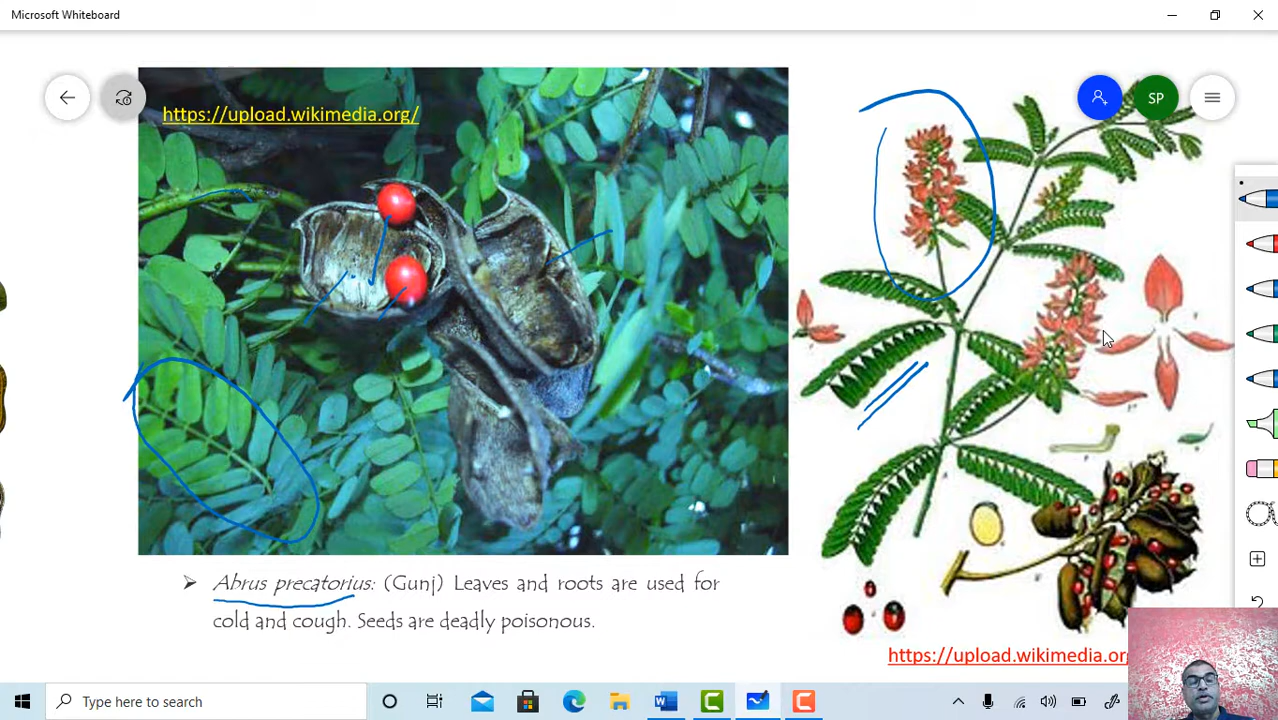 Microsoft Whiteboard
https://upload.wikimedia.org/
SP
➢ Abrus precatorius: (Gunj) Leaves and roots are used for
cold and cough. Seeds are deadly poisonous.
https://upload.wikimedia.or
Type here to search